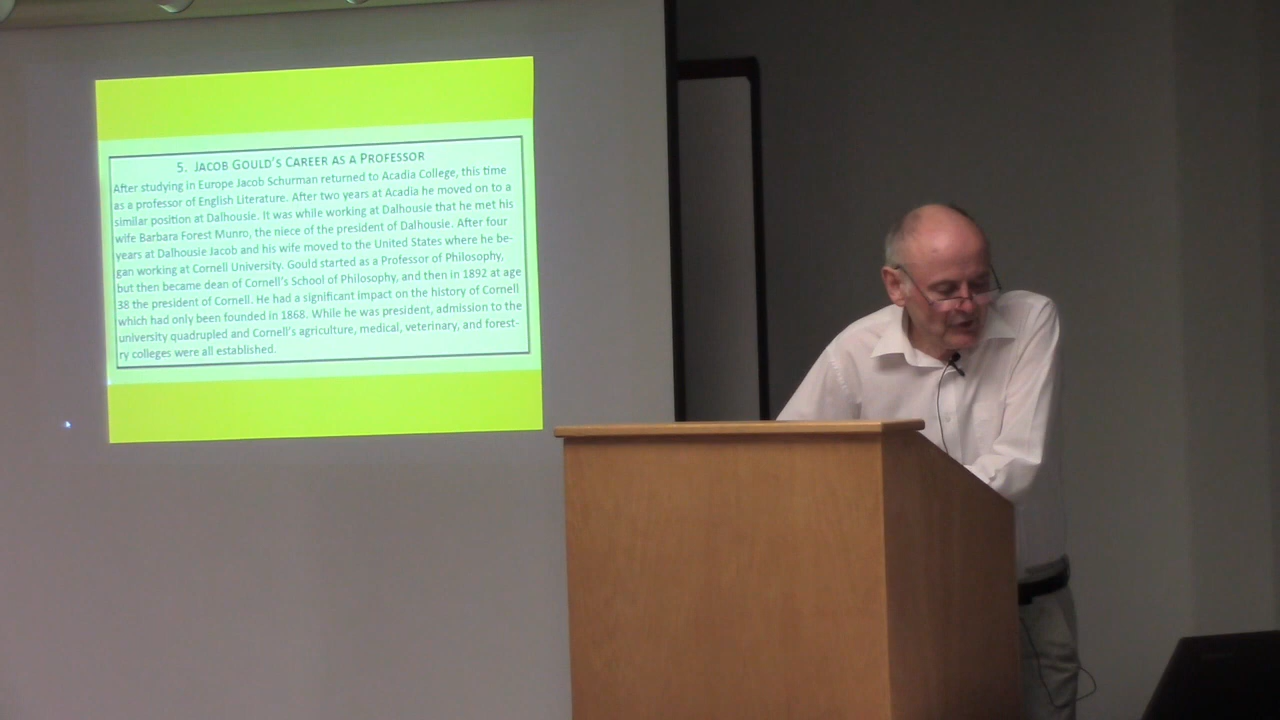 5. JACOB GOULD'S CAREER AS A PROFESSOR
After studying in Europe Jacob Schurman returned to Acadia College, this time
as a professor of English Literature. After two years at Acadia he moved on to a
similar position at Dalhousie. It was while working at Dalhousie that he met his
wife Barbara Forest Munro, the niece of the president of Dalhousie. After four
years at Dalhousie Jacob and his wife moved to the United States where he be-
gan working at Cornell University. Gould started as a Professor of Philosophy,
but then became dean of Cornell's School of Philosophy, and then in 1892 at age
38 the president of Cornell. He had a significant impact on the history of Cornell
which had only been founded in 1868. While he was president, admission to the
university quadrupled and Cornell's agriculture, medical, veterinary, and forest-
ry colleges were all established.